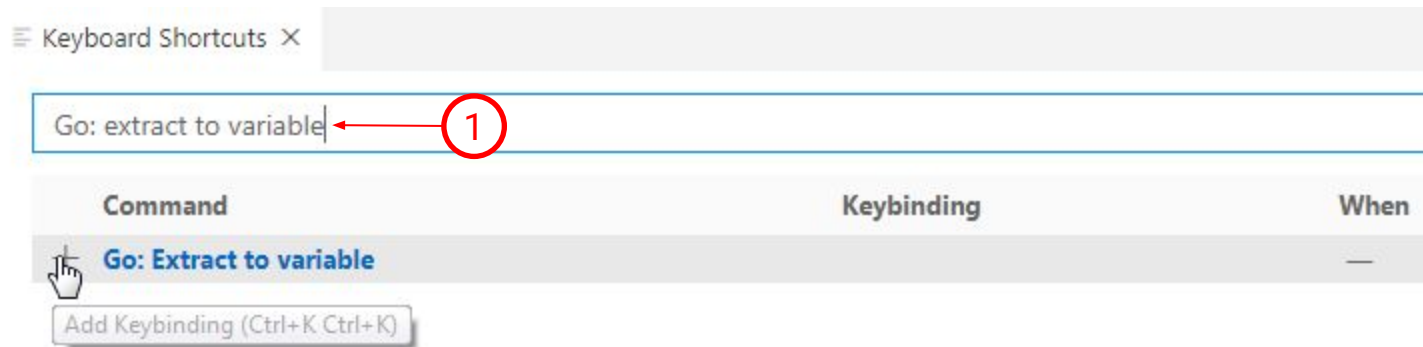 Keyboard Shortcuts ×
Go: extract to variable
1
Command Keybinding When
Go: Extract to variable —
Add Keybinding (Ctrl+K Ctrl+K)